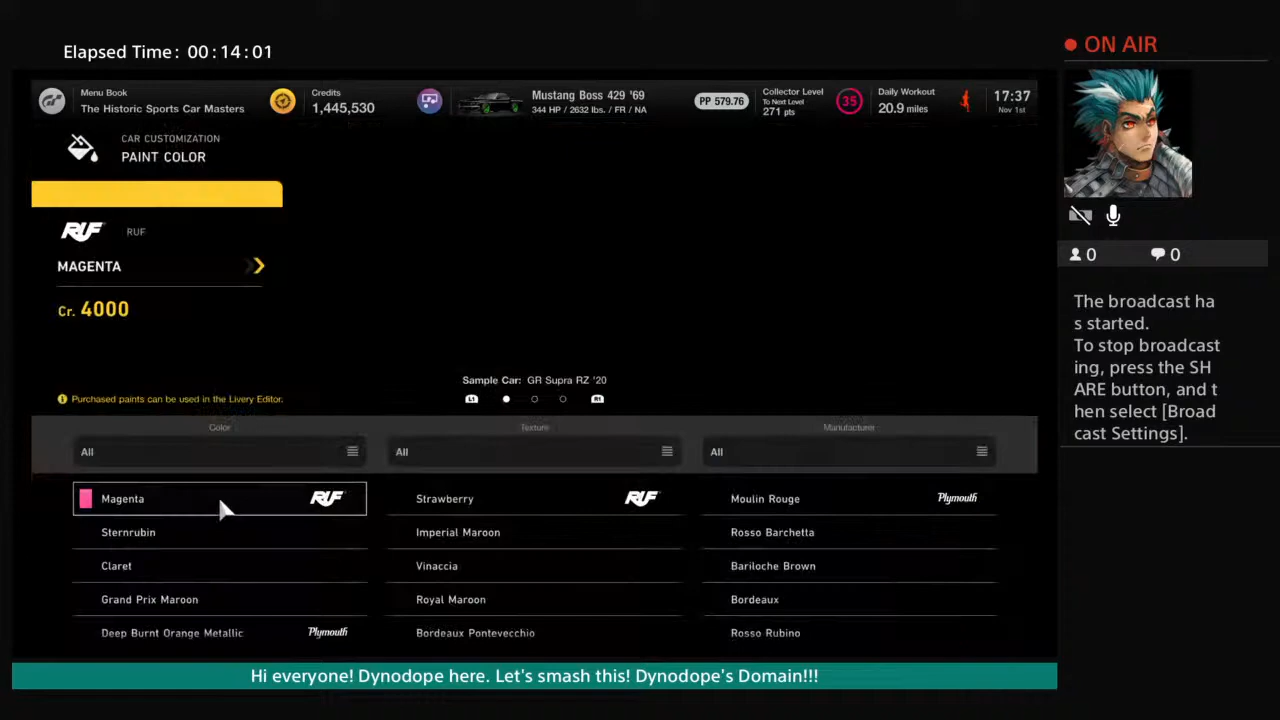 Elapsed Time: 00:14:01
ON AIR
Menu Book
The Historic Sports Car Masters
Credits
1,445,530
Mustang Boss 429 '69
344 HP / 2632 lbs. / FR / NA
PP 579.76
Collector Level
To Next Level
271 pts
35
Daily Workout
20.9 miles
17:37
Nov 1st
CAR CUSTOMIZATION
PAINT COLOR
RUF
RUF
MAGENTA
Cr. 4000
0
0
The broadcast ha
s started.
To stop broadcast
ing, press the SH
ARE button, and t
hen select [Broad
cast Settings].
Sample Car: GR Supra RZ '20
L1
R1
Purchased paints can be used in the Livery Editor.
Color
Texture
Manufacturer
All
All
All
Magenta RUF
Strawberry RUF
Moulin Rouge Plymouth
Sternrubin
Imperial Maroon
Rosso Barchetta
Claret
Vinaccia
Bariloche Brown
Grand Prix Maroon
Royal Maroon
Bordeaux
Deep Burnt Orange Metallic Plymouth
Bordeaux Pontevecchio
Rosso Rubino
Hi everyone! Dynodope here. Let's smash this! Dynodope's Domain!!!